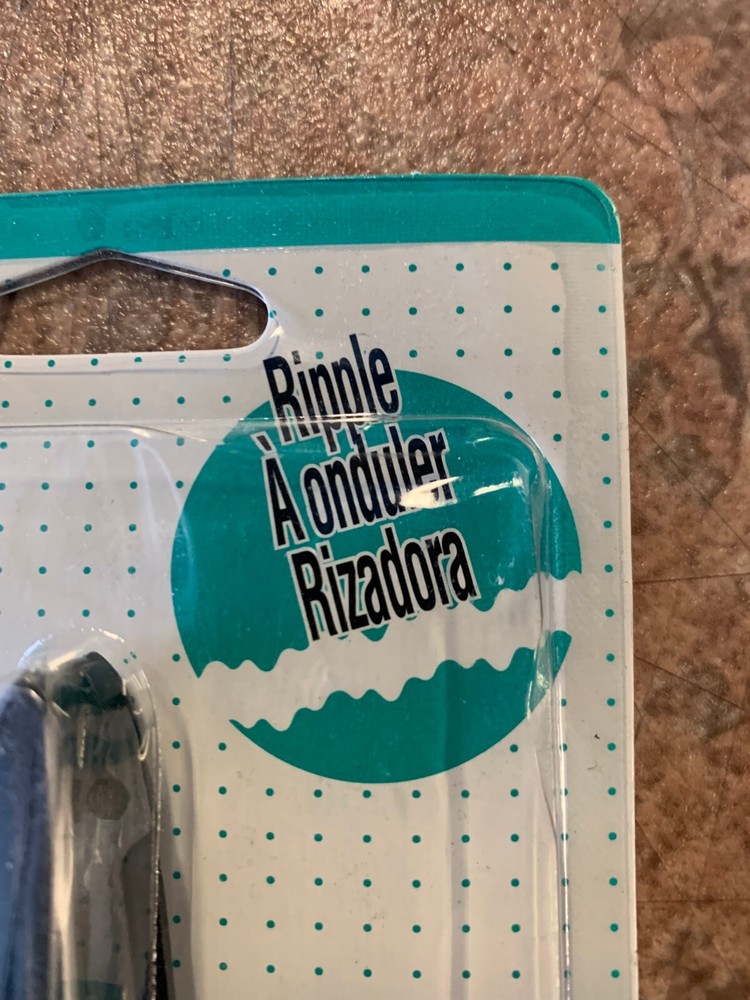 Ripple
À onduler
Rizadora